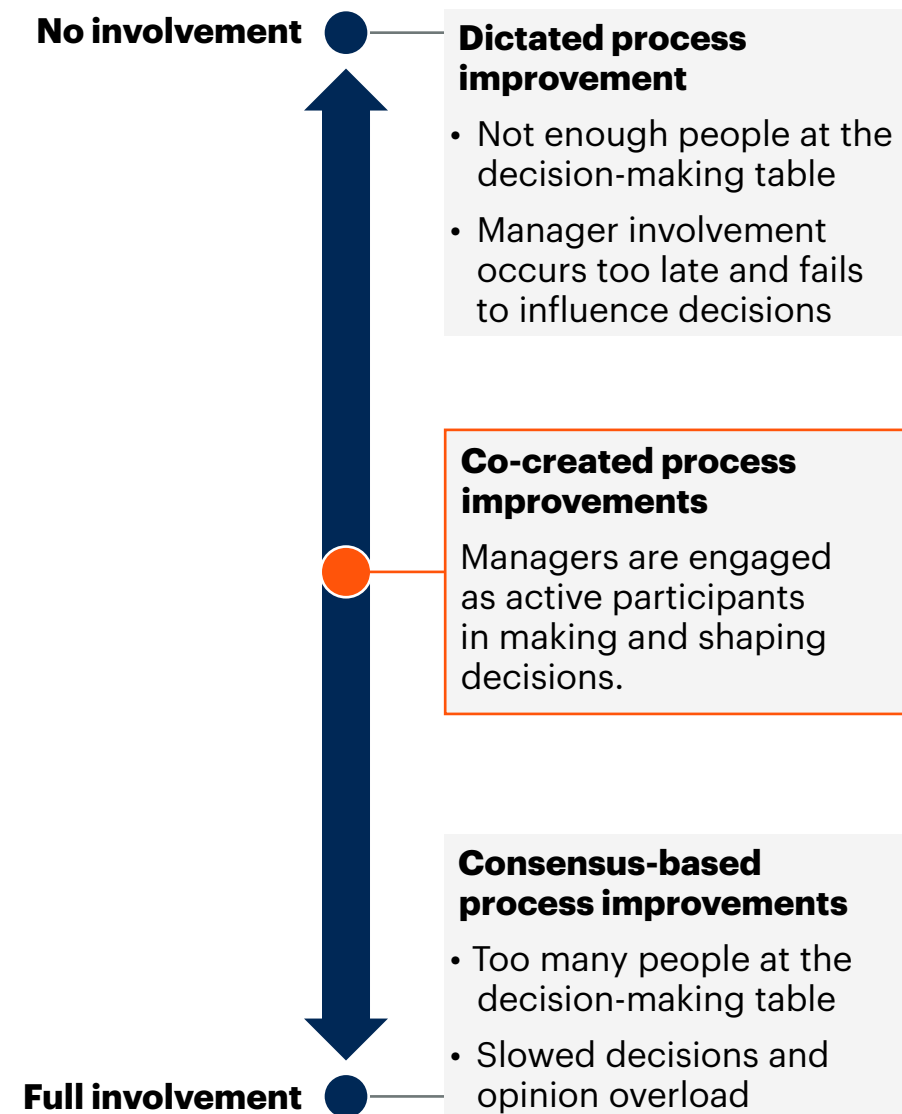 No involvement
Dictated process
improvement
• Not enough people at the
decision-making table
• Manager involvement
occurs too late and fails
to influence decisions
Co-created process
improvements
Managers are engaged
as active participants
in making and shaping
decisions.
Consensus-based
process improvements
• Too many people at the
decision-making table
• Slowed decisions and
opinion overload
Full involvement